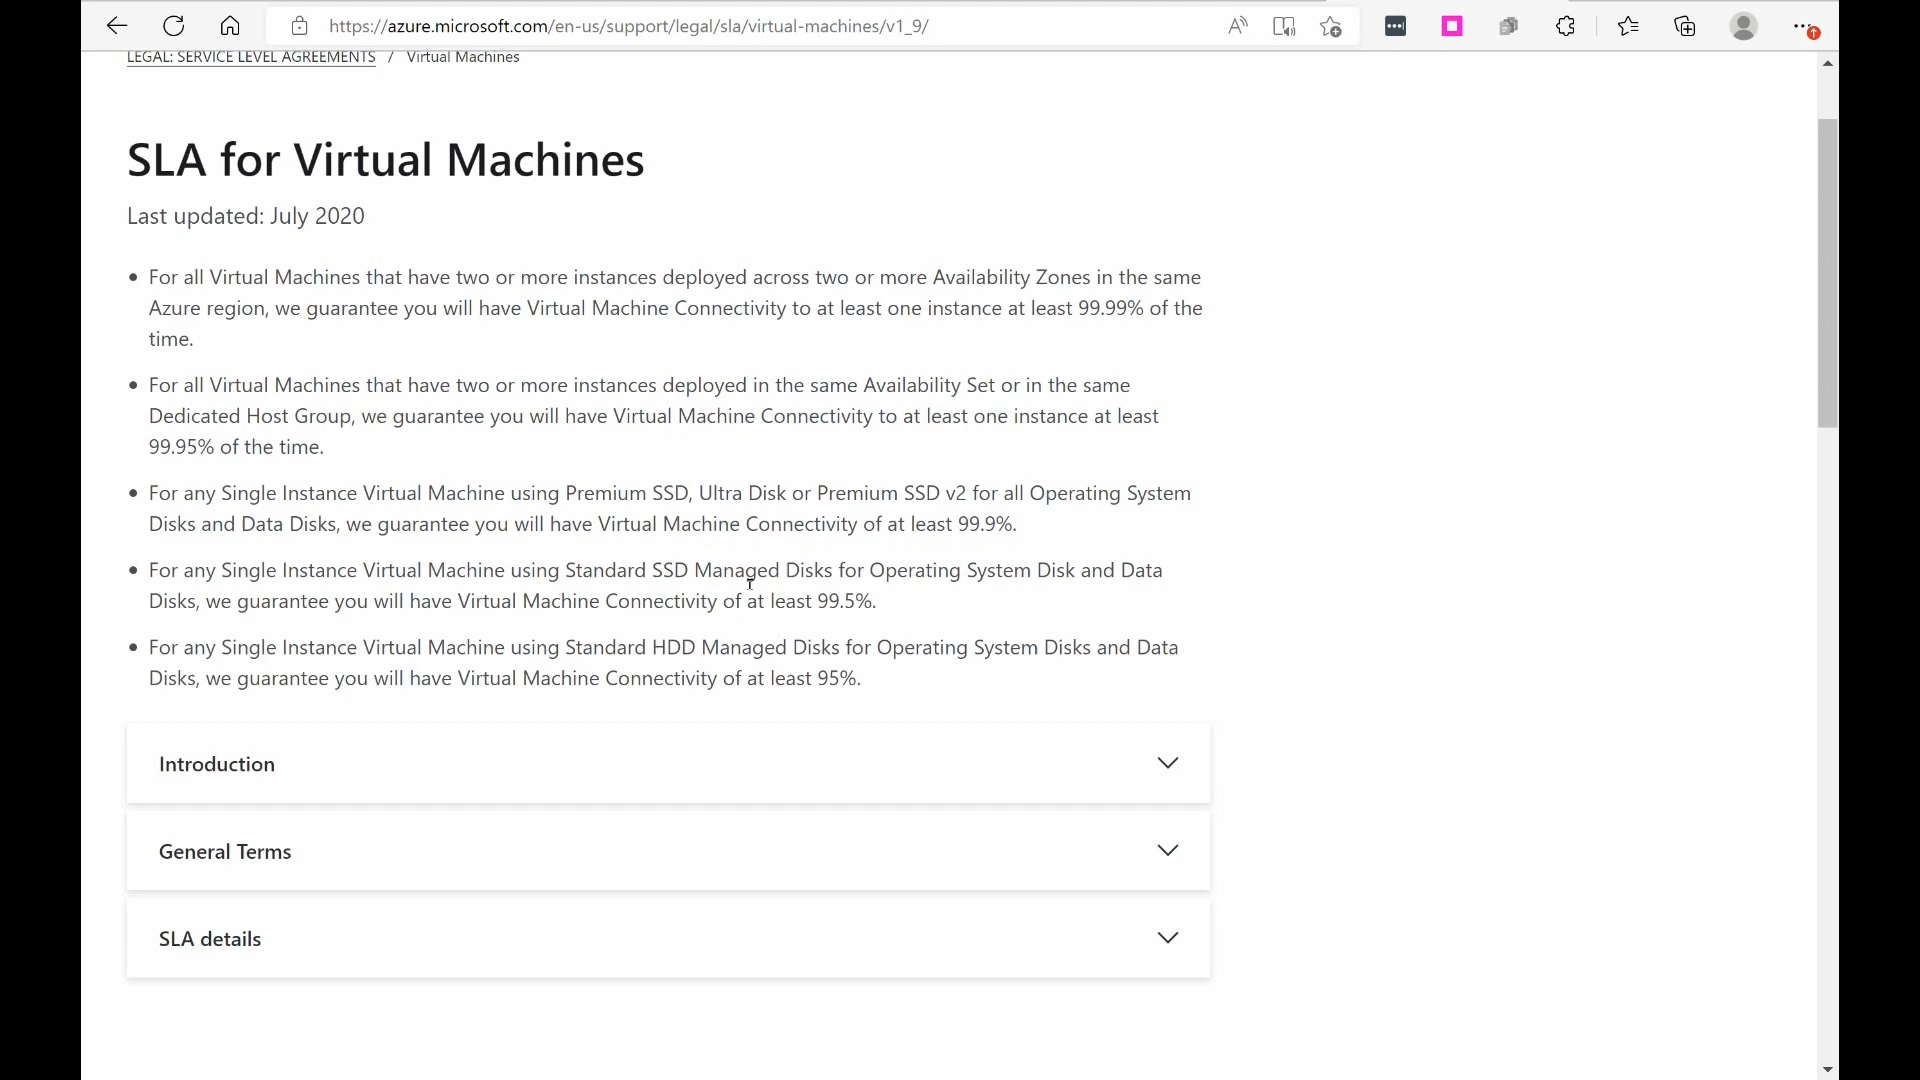 https://azure.microsoft.com/en-us/support/legal/sla/virtual-machines/v1_9/
LEGAL: SERVICE LEVEL AGREEMENTS / Virtual Machines
SLA for Virtual Machines
Last updated: July 2020
• For all Virtual Machines that have two or more instances deployed across two or more Availability Zones in the same
Azure region, we guarantee you will have Virtual Machine Connectivity to at least one instance at least 99.99% of the
time.
• For all Virtual Machines that have two or more instances deployed in the same Availability Set or in the same
Dedicated Host Group, we guarantee you will have Virtual Machine Connectivity to at least one instance at least
99.95% of the time.
• For any Single Instance Virtual Machine using Premium SSD, Ultra Disk or Premium SSD v2 for all Operating System
Disks and Data Disks, we guarantee you will have Virtual Machine Connectivity of at least 99.9%.
• For any Single Instance Virtual Machine using Standard SSD Managed Disks for Operating System Disk and Data
Disks, we guarantee you will have Virtual Machine Connectivity of at least 99.5%.
• For any Single Instance Virtual Machine using Standard HDD Managed Disks for Operating System Disks and Data
Disks, we guarantee you will have Virtual Machine Connectivity of at least 95%.
Introduction
General Terms
SLA details